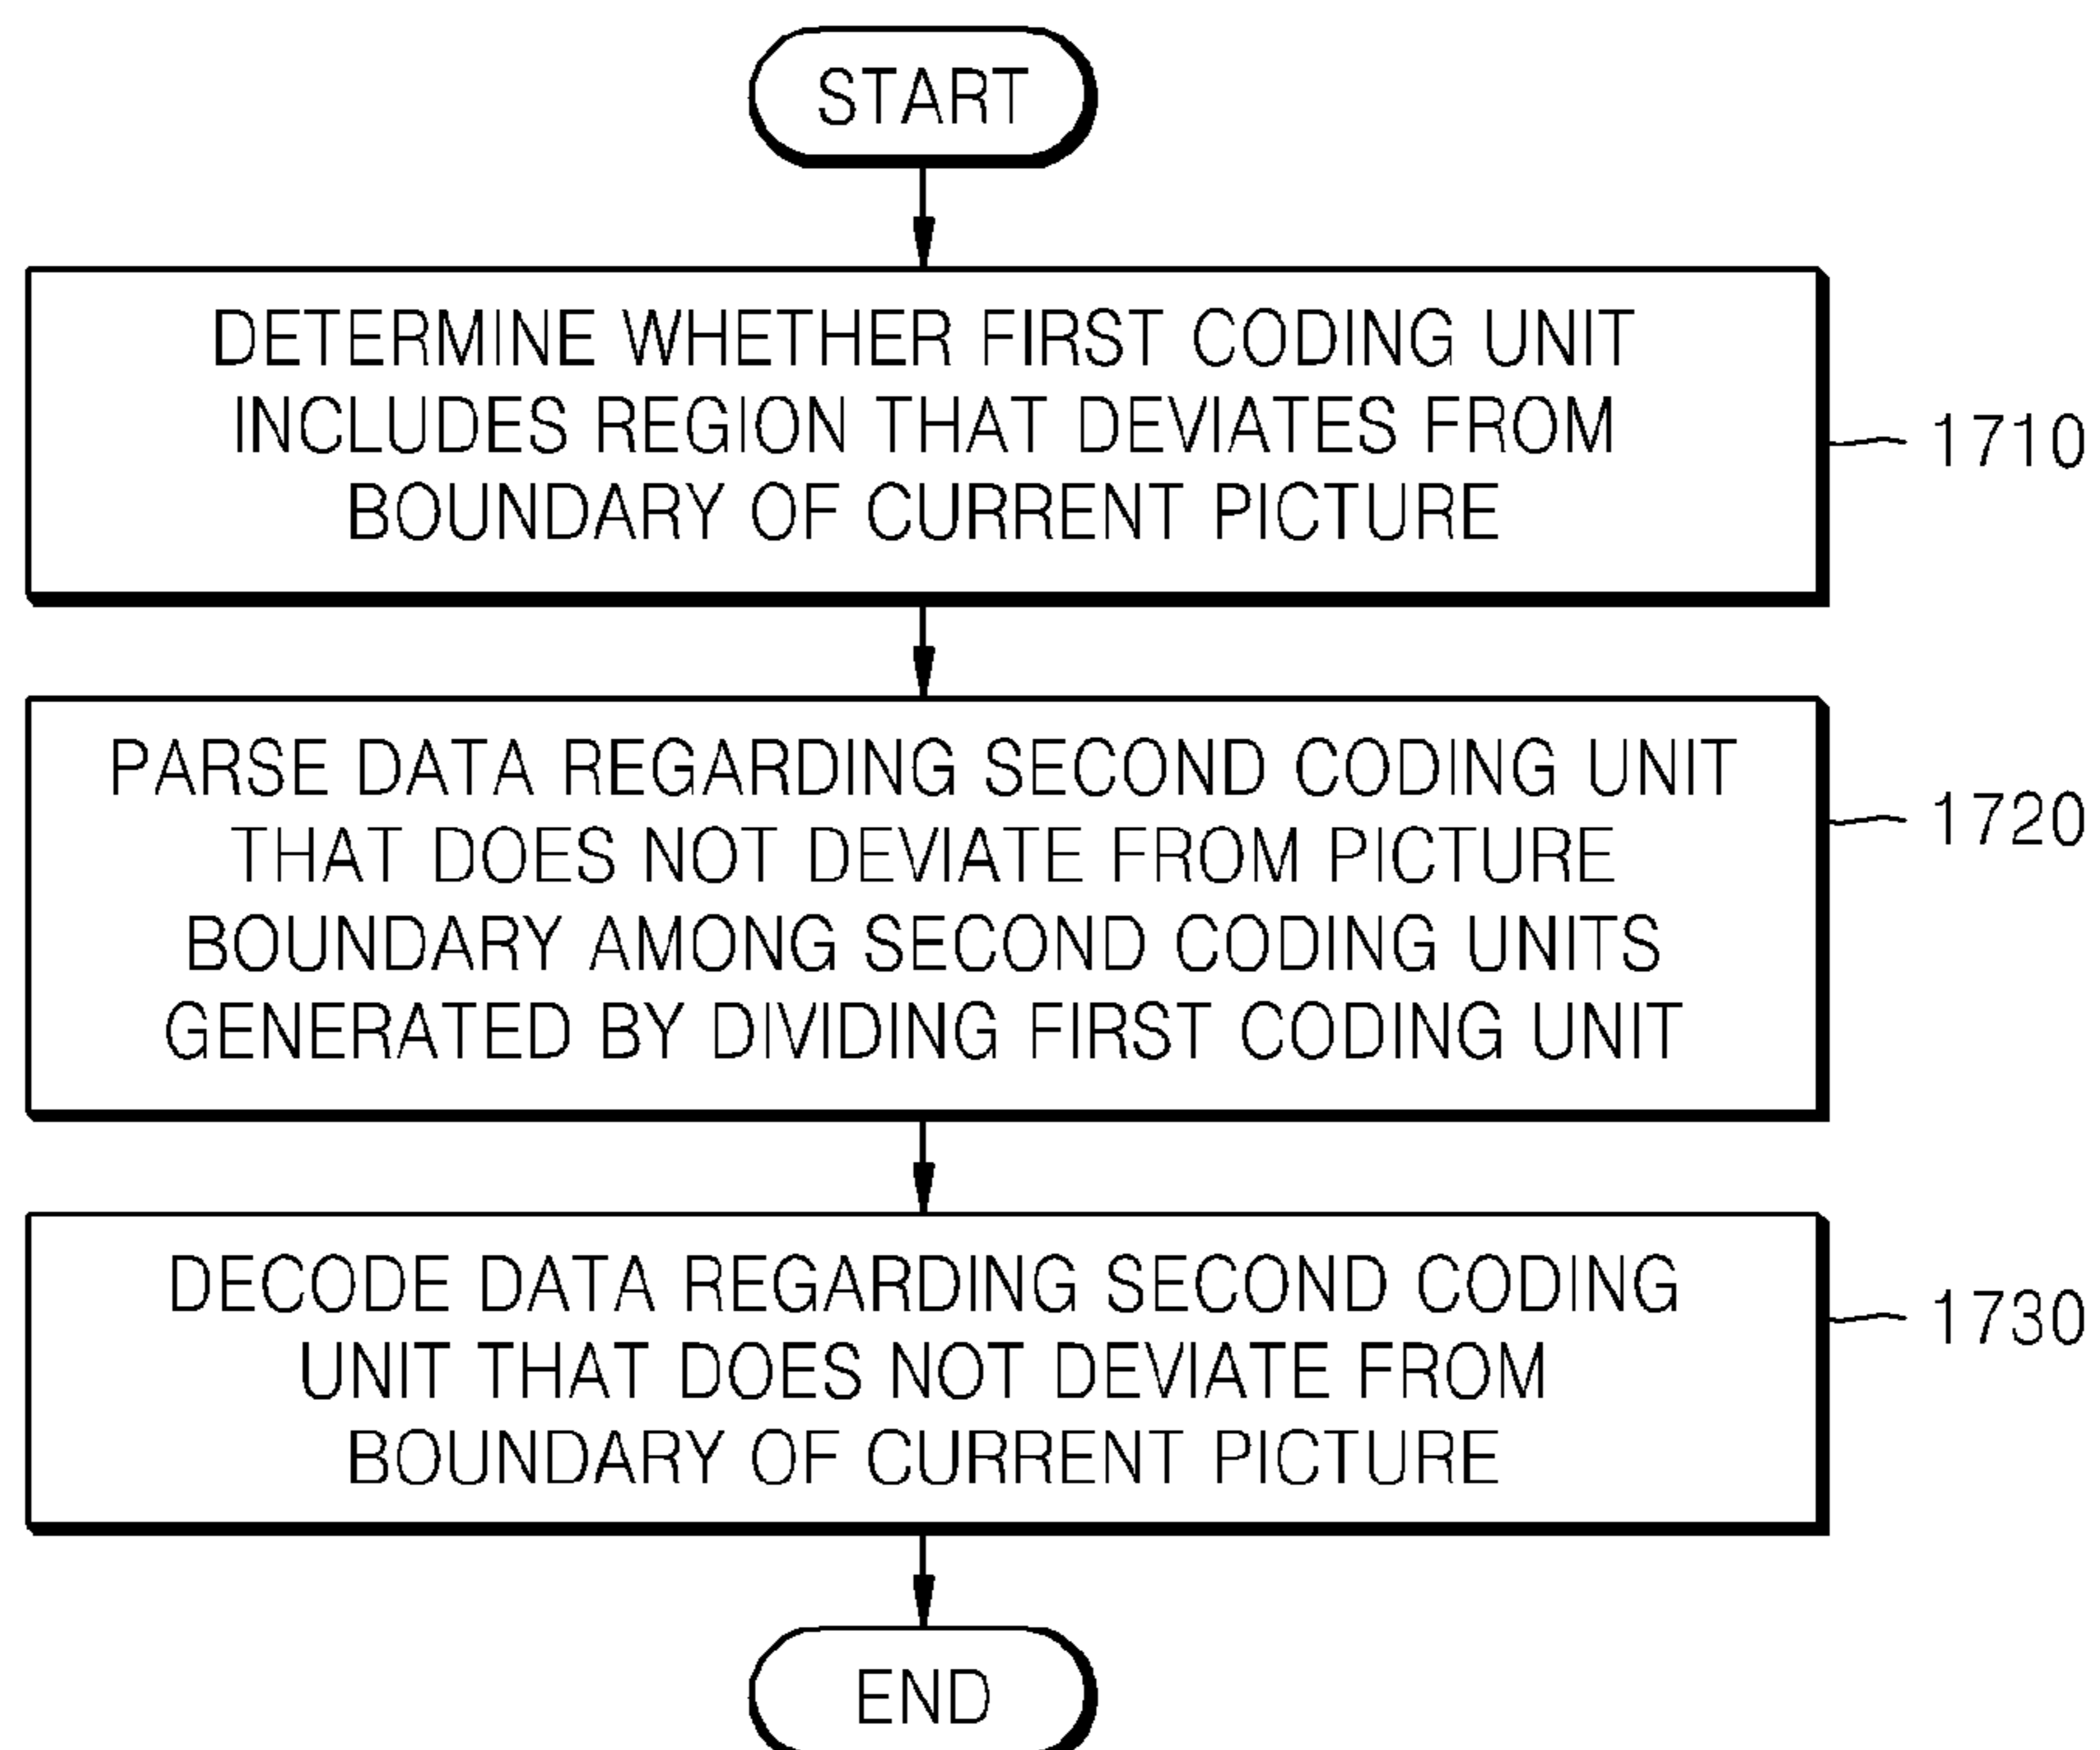 START
DETERMINE WHETHER FIRST CODING UNIT
INCLUDES REGION THAT DEVIATES FROM
BOUNDARY OF CURRENT PICTURE
1710
PARSE DATA REGARDING SECOND CODING UNIT
THAT DOES NOT DEVIATE FROM PICTURE
BOUNDARY AMONG SECOND CODING UNITS
GENERATED BY DIVIDING FIRST CODING UNIT
1720
DECODE DATA REGARDING SECOND CODING
UNIT THAT DOES NOT DEVIATE FROM
BOUNDARY OF CURRENT PICTURE
1730
END